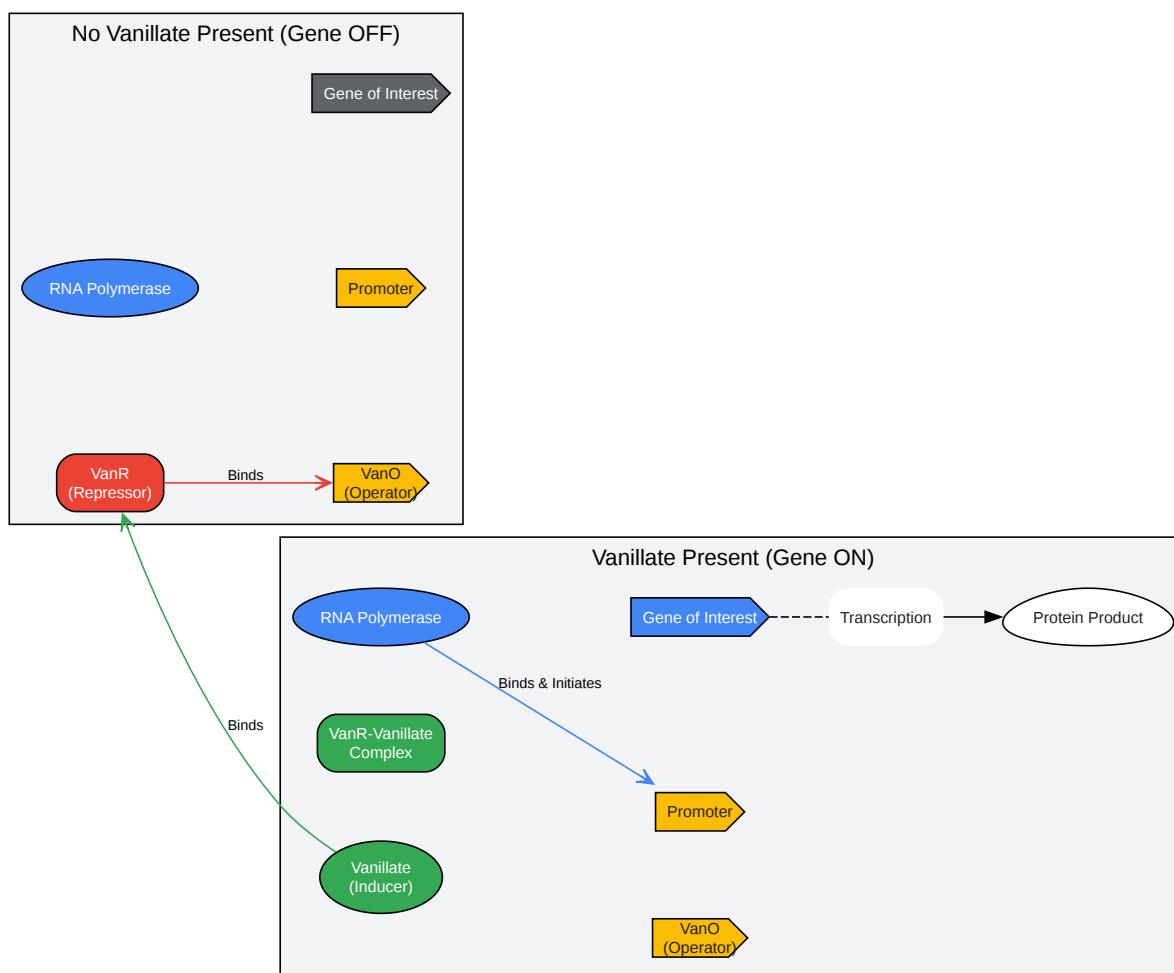 No Vanillate Present (Gene OFF)
Gene of Interest
RNA Polymerase
Promoter
VanR
(Repressor)
Binds
VanO
(Operator)
Vanillate Present (Gene ON)
RNA Polymerase
Gene of Interest
Transcription
Protein Product
Binds & Initiates
Binds
VanR-Vanillate
Complex
Promoter
Vanillate
(Inducer)
VanO
(Operator)